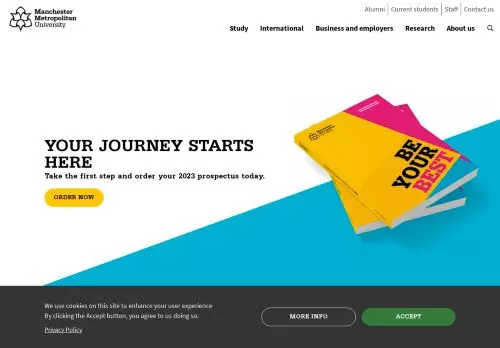 Manchester
Metropolitan
University
Alumni
Current students
Staff
Contact us
Study
International
Business and employers
Research
About us
YOUR JOURNEY STARTS
HERE
Take the first step and order your 2023 prospectus today.
ORDER NOW
Manchester
Metropolitan
University
BE
YOUR
BEST
We use cookies on this site to enhance your user experience
By clicking the Accept button, you agree to us doing so.
Privacy Policy
MORE INFO
ACCEPT